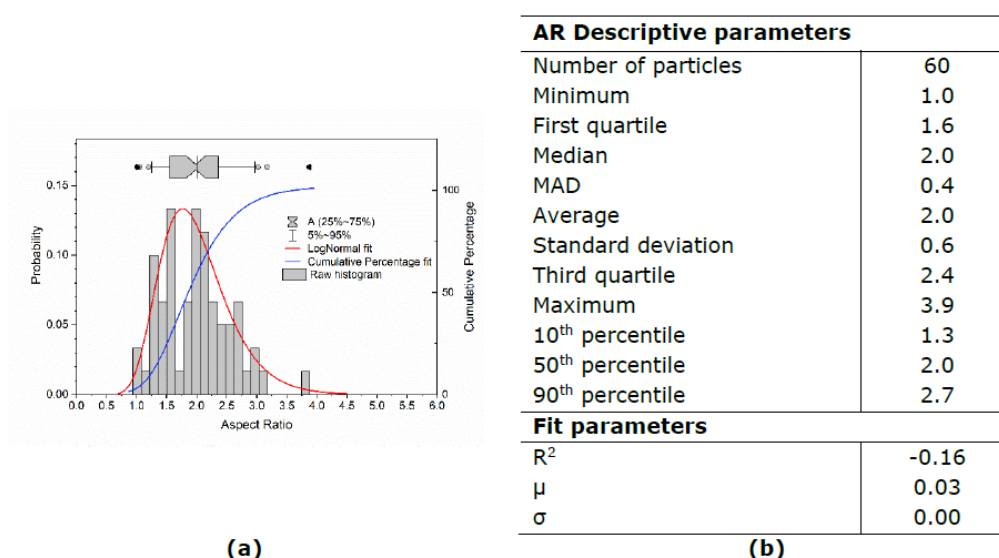 0.15
0.10
0.05
0.00
Probability
0.0 0.5 1.0 1.5 2.0 2.5 3.0 3.5 4.0 4.5 5.0 5.5 6.0
Aspect Ratio
100
50
0
Cumulative Percentage
A (25%~75%)
5%~95%
LogNormal fit
Cumulative Percentage fit
Raw histogram
(a)
AR Descriptive parameters
Number of particles 60
Minimum 1.0
First quartile 1.6
Median 2.0
MAD 0.4
Average 2.0
Standard deviation 0.6
Third quartile 2.4
Maximum 3.9
10th percentile 1.3
50th percentile 2.0
90th percentile 2.7
Fit parameters
R² -0.16
μ 0.03
σ 0.00
(b)